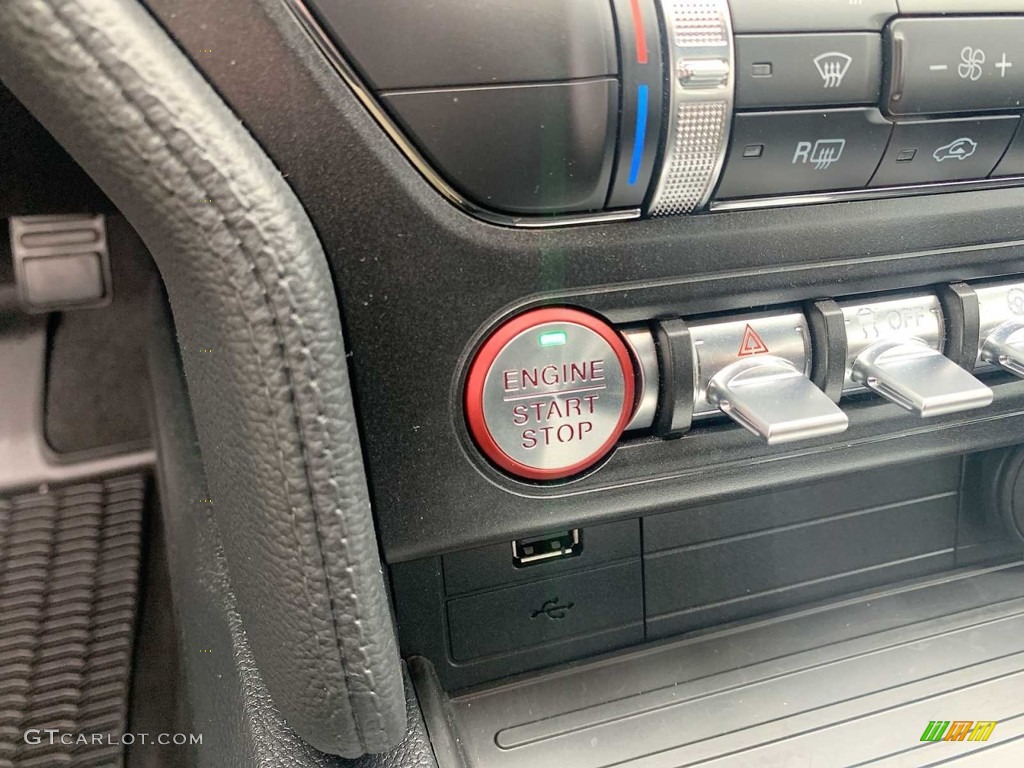 R
- +
ENGINE
START
STOP
OFF
GTCARLOT.COM